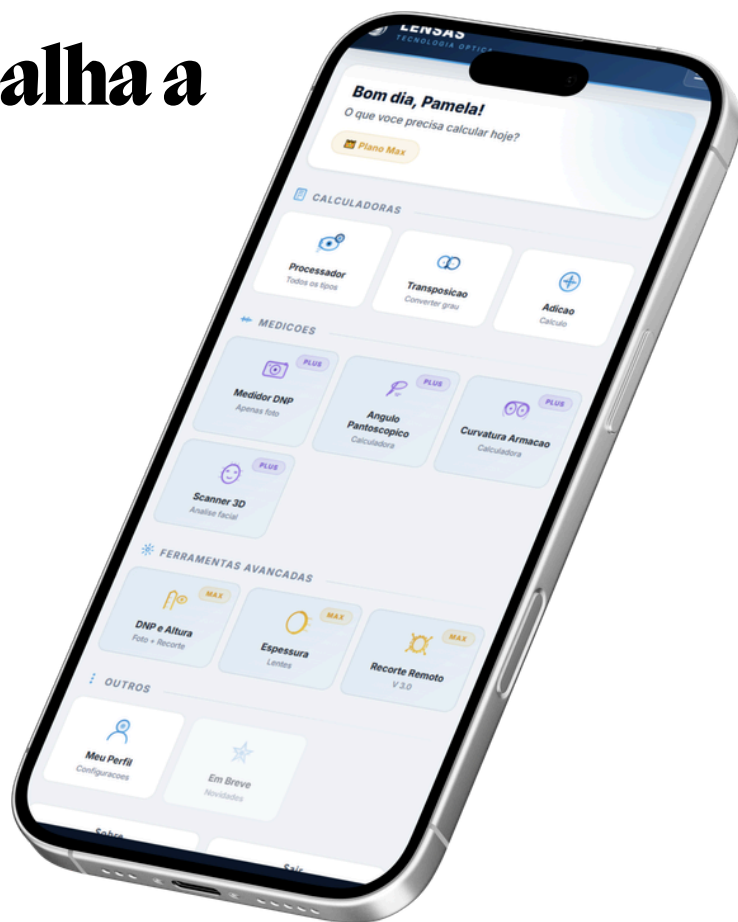 alha a
LENSAS
TECNOLOGIA OPTICA
Bom dia, Pamela!
O que voce precisa calcular hoje?
Plano Max
CALCULADORAS
Processador
Todos os tipos
Transposicao
Converter grau
Adicao
Calculo
MEDICOES
PLUS
Medidor DNP
Apenas foto
PLUS
Angulo
Pantoscopico
Calculadora
PLUS
Curvatura Armacao
Calculadora
PLUS
Scanner 3D
Analise facial
FERRAMENTAS AVANCADAS
MAX
DNP e Altura
Foto + Recorte
MAX
Espessura
Lentes
MAX
Recorte Remoto
V 3.0
OUTROS
Meu Perfil
Configuracoes
Em Breve
Novidades
Sobre
Sair